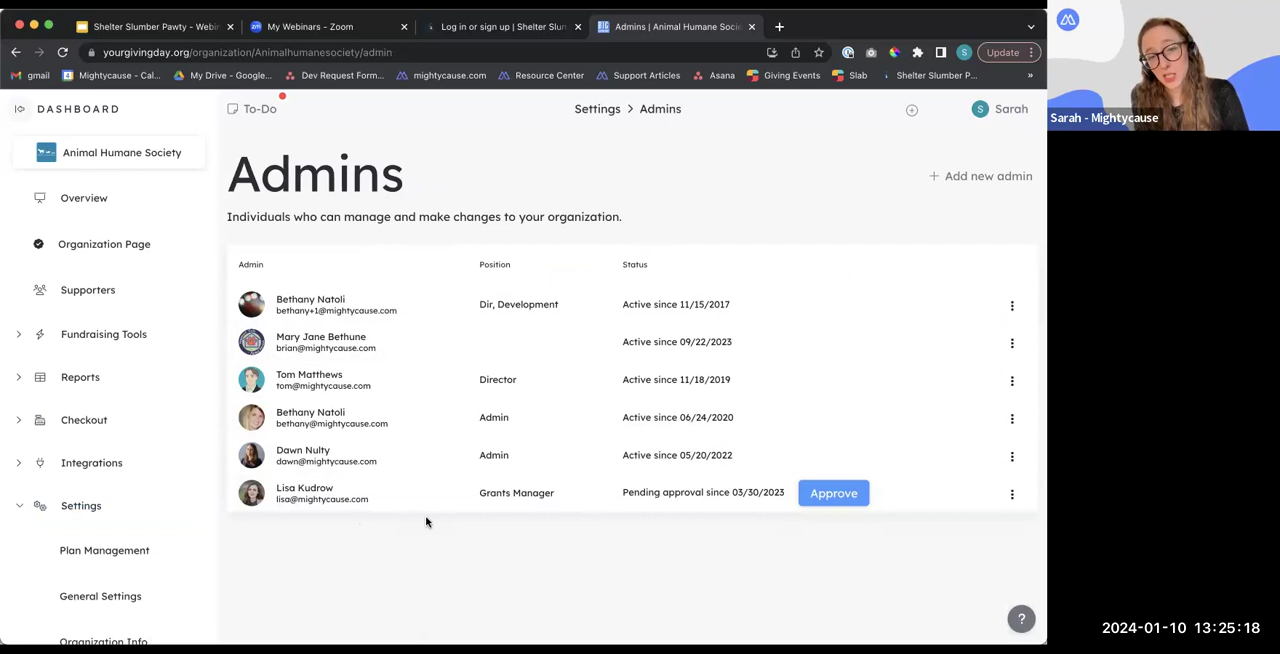 Shelter Slumber Pawty - Webin
My Webinars - Zoom
Log in or sign up | Shelter Slun
Admins | Animal Humane Socie
yourgivingday.org/organization/Animalhumanesociety/admin
S
Update
gmail
Mightycause - Cal...
My Drive - Google...
Dev Request Form...
mightycause.com
Resource Center
Support Articles
Asana
Giving Events
Slab
Shelter Slumber P...
»
DASHBOARD
To-Do
Settings > Admins
S Sarah
Sarah - Mightycause
Animal Humane Society
Overview
Organization Page
Supporters
Fundraising Tools
Reports
Checkout
Integrations
Settings
Plan Management
General Settings
Organization Info
Admins
+ Add new admin
Individuals who can manage and make changes to your organization.
Admin Position Status
Bethany Natoli
bethany+1@mightycause.com
Dir, Development
Active since 11/15/2017
Mary Jane Bethune
brian@mightycause.com
Active since 09/22/2023
Tom Matthews
tom@mightycause.com
Director
Active since 11/18/2019
Bethany Natoli
bethany@mightycause.com
Admin
Active since 06/24/2020
Dawn Nulty
dawn@mightycause.com
Admin
Active since 05/20/2022
Lisa Kudrow
lisa@mightycause.com
Grants Manager
Pending approval since 03/30/2023
Approve
?
2024-01-10 13:25:18